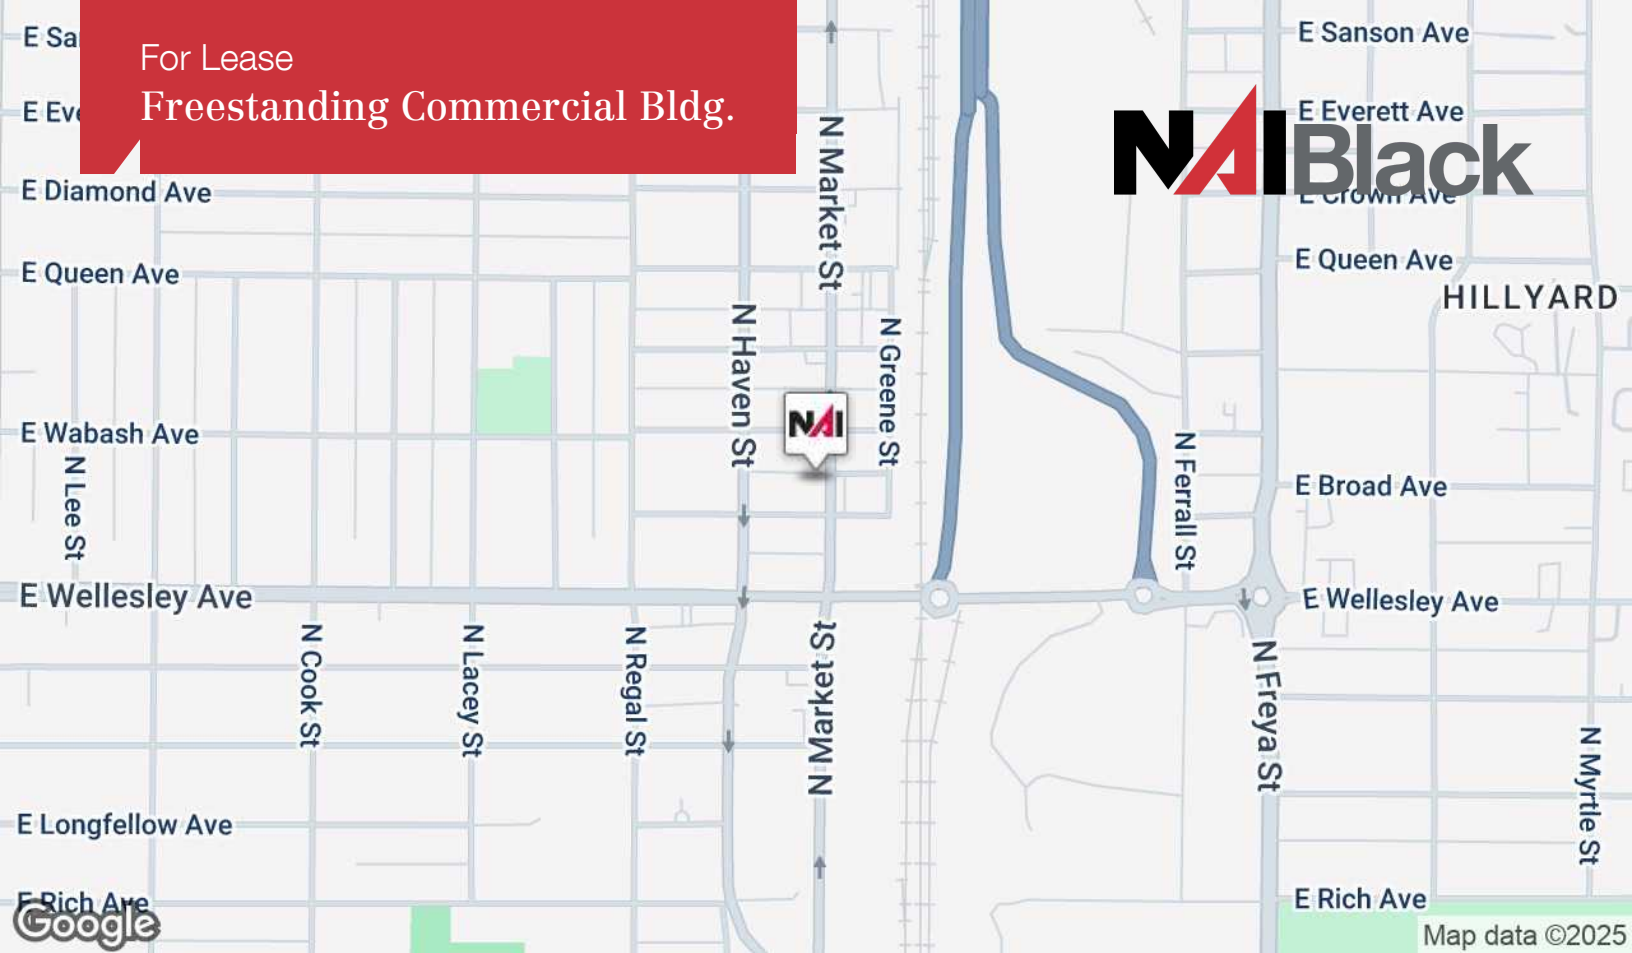 For Lease
Freestanding Commercial Bldg.
NAI Black
E Sa
E Eve
E Diamond Ave
E Queen Ave
E Wabash Ave
N Lee St
E Wellesley Ave
N Cook St
N Lacey St
N Regal St
E Longfellow Ave
E Rich Ave
Google
N Market St
N Haven St
N Greene St
NAI
N Market St
E Sanson Ave
E Everett Ave
E Crown Ave
E Queen Ave
HILLYARD
N Ferrall St
E Broad Ave
E Wellesley Ave
N Freya St
N Myrtle St
E Rich Ave
Map data ©2025